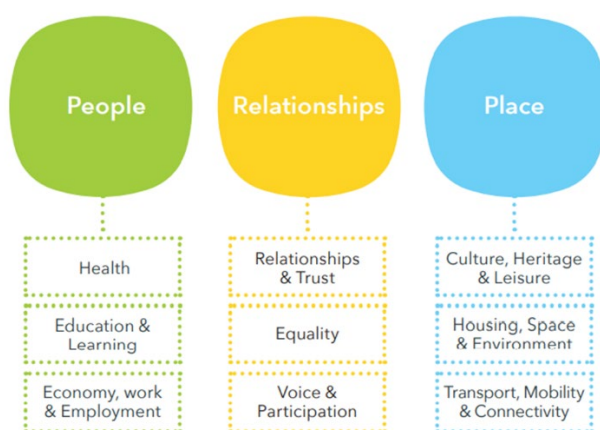 People
Relationships
Place
Health
Relationships
& Trust
Culture, Heritage
& Leisure
Education &
Learning
Equality
Housing, Space
& Environment
Economy, work
& Employment
Voice &
Participation
Transport, Mobility
& Connectivity